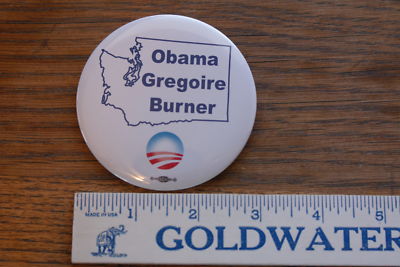 Obama
Gregoire
Burner
MADE IN USA
1 2 3 4 5
GOLDWATER